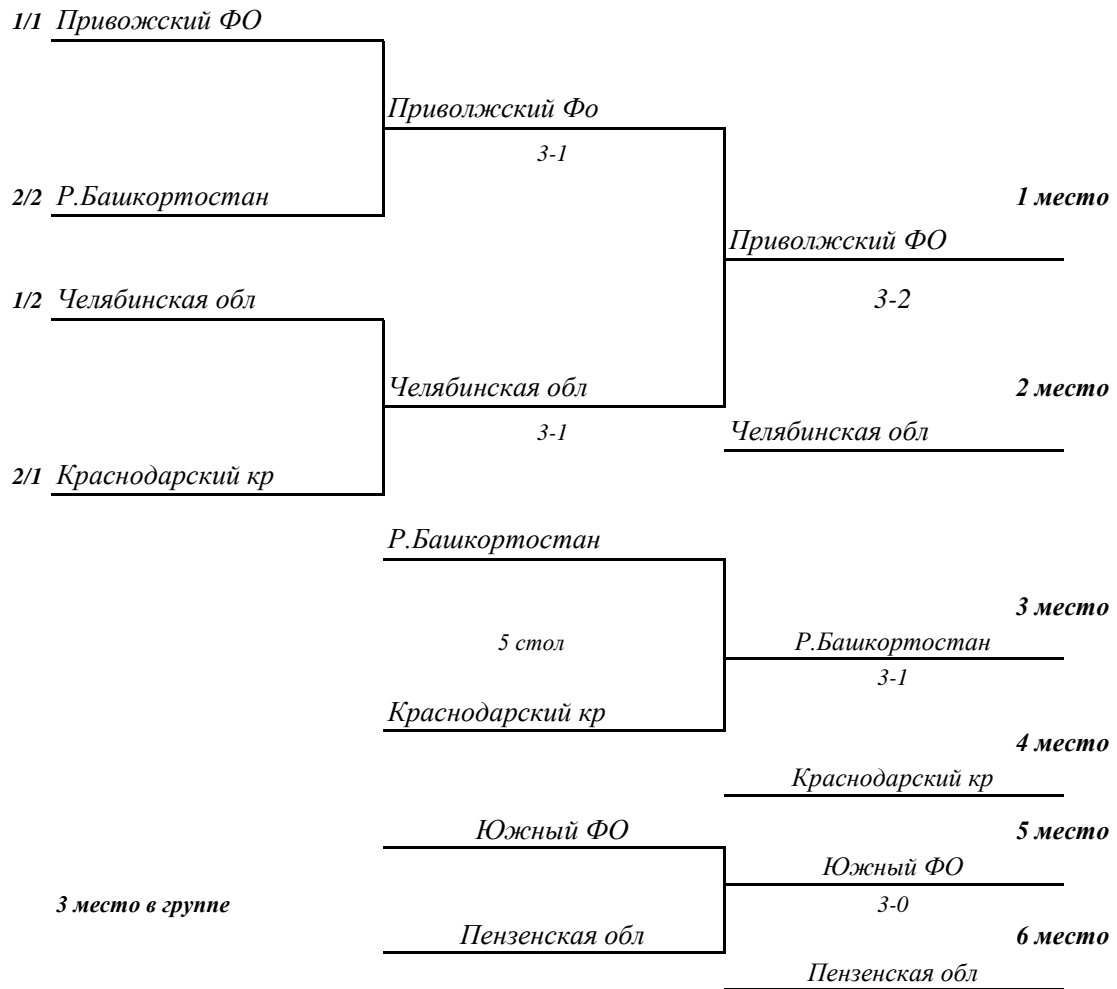 1/1 Привожский ФО
Приволжский Фо
3-1
2/2 Р.Башкортостан
1 место
Приволжский ФО
1/2 Челябинская обл
3-2
Челябинская обл
2 место
3-1
Челябинская обл
2/1 Краснодарский кр
Р.Башкортостан
3 место
5 стол
Р.Башкортостан
3-1
Краснодарский кр
4 место
Краснодарский кр
Южный ФО
5 место
Южный ФО
3 место в группе
3-0
Пензенская обл
6 место
Пензенская обл